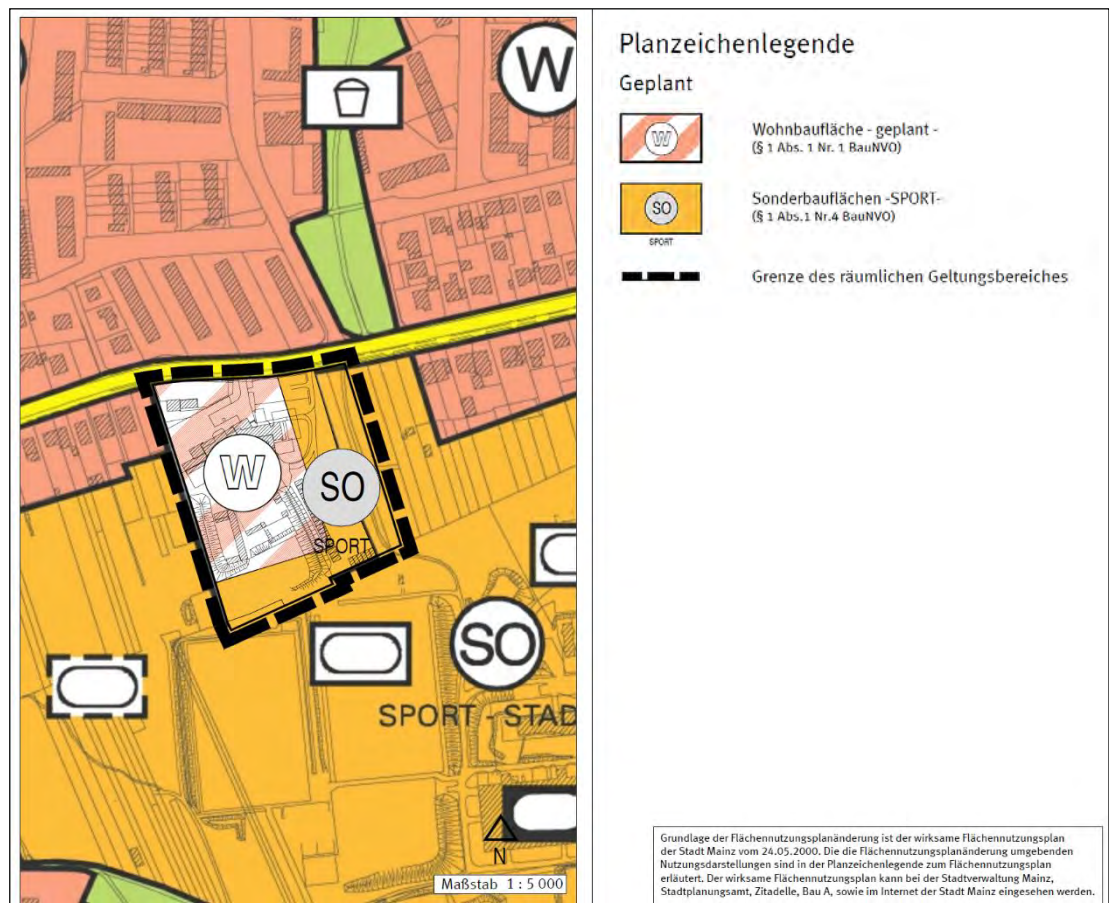 W
W
SO
SPORT
SO
SPORT - STAD
N
Maßstab 1 : 5 000
Planzeichenlegende
Geplant
W
Wohnbaufläche - geplant -
(§ 1 Abs. 1 Nr. 1 BauNVO)
SO
SPORT
Sonderbauflächen -SPORT-
(§ 1 Abs.1 Nr.4 BauNVO)
Grenze des räumlichen Geltungsbereiches
Grundlage der Flächennutzungsplanänderung ist der wirksame Flächennutzungsplan
der Stadt Mainz vom 24.05.2000. Die die Flächennutzungsplanänderung umgebenden
Nutzungsdarstellungen sind in der Planzeichenlegende zum Flächennutzungsplan
erläutert. Der wirksame Flächennutzungsplan kann bei der Stadtverwaltung Mainz,
Stadtplanungsamt, Zitadelle, Bau A, sowie im Internet der Stadt Mainz eingesehen werden.